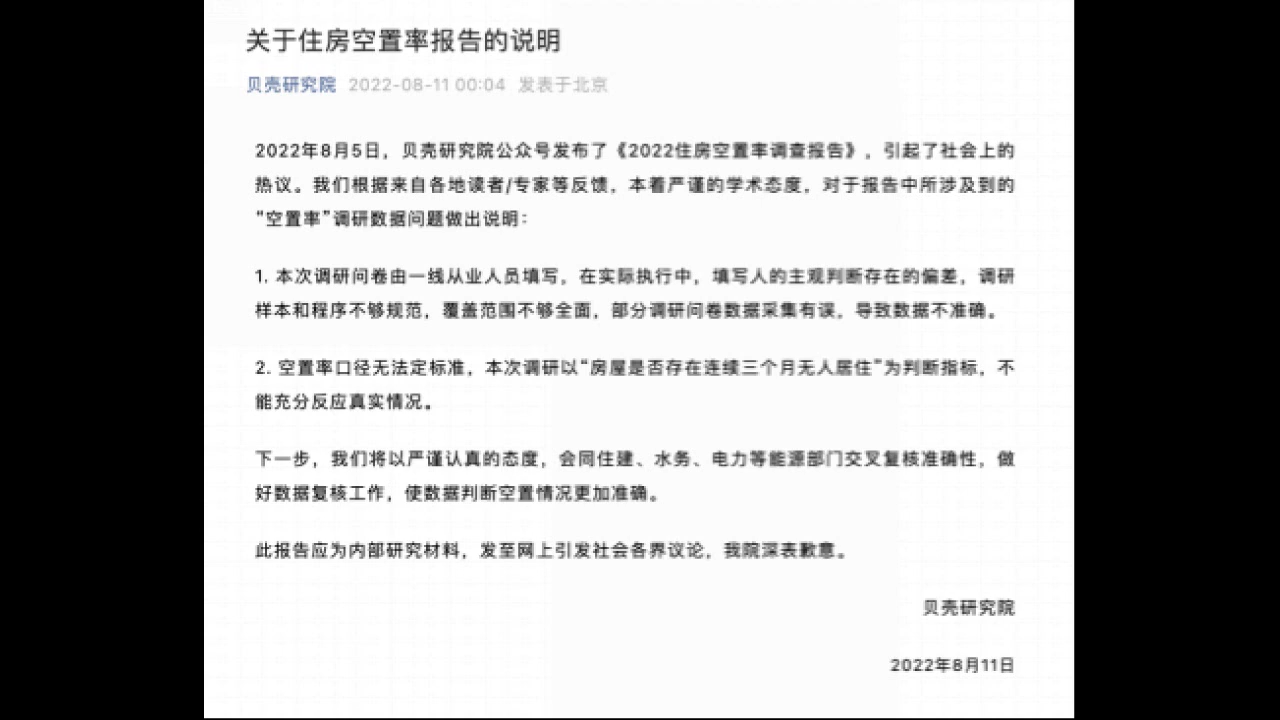 关于住房空置率报告的说明
贝壳研究院 2022-08-11 00:04 发表于北京
2022年8月5日，贝壳研究院公众号发布了《2022住房空置率调查报告》，引起了社会上的
热议。我们根据来自各地读者/专家等反馈，本着严谨的学术态度，对于报告中所涉及到的
“空置率”调研数据问题做出说明：
1. 本次调研问卷由一线从业人员填写，在实际执行中，填写人的主观判断存在的偏差，调研
样本和程序不够规范，覆盖范围不够全面，部分调研问卷数据采集有误，导致数据不准确。
2. 空置率口径无法定标准，本次调研以“房屋是否存在连续三个月无人居住”为判断指标，不
能充分反应真实情况。
下一步，我们将以严谨认真的态度，会同住建、水务、电力等能源部门交叉复核准确性，做
好数据复核工作，使数据判断空置情况更加准确。
此报告应为内部研究材料，发至网上引发社会各界议论，我院深表歉意。
贝壳研究院
2022年8月11日